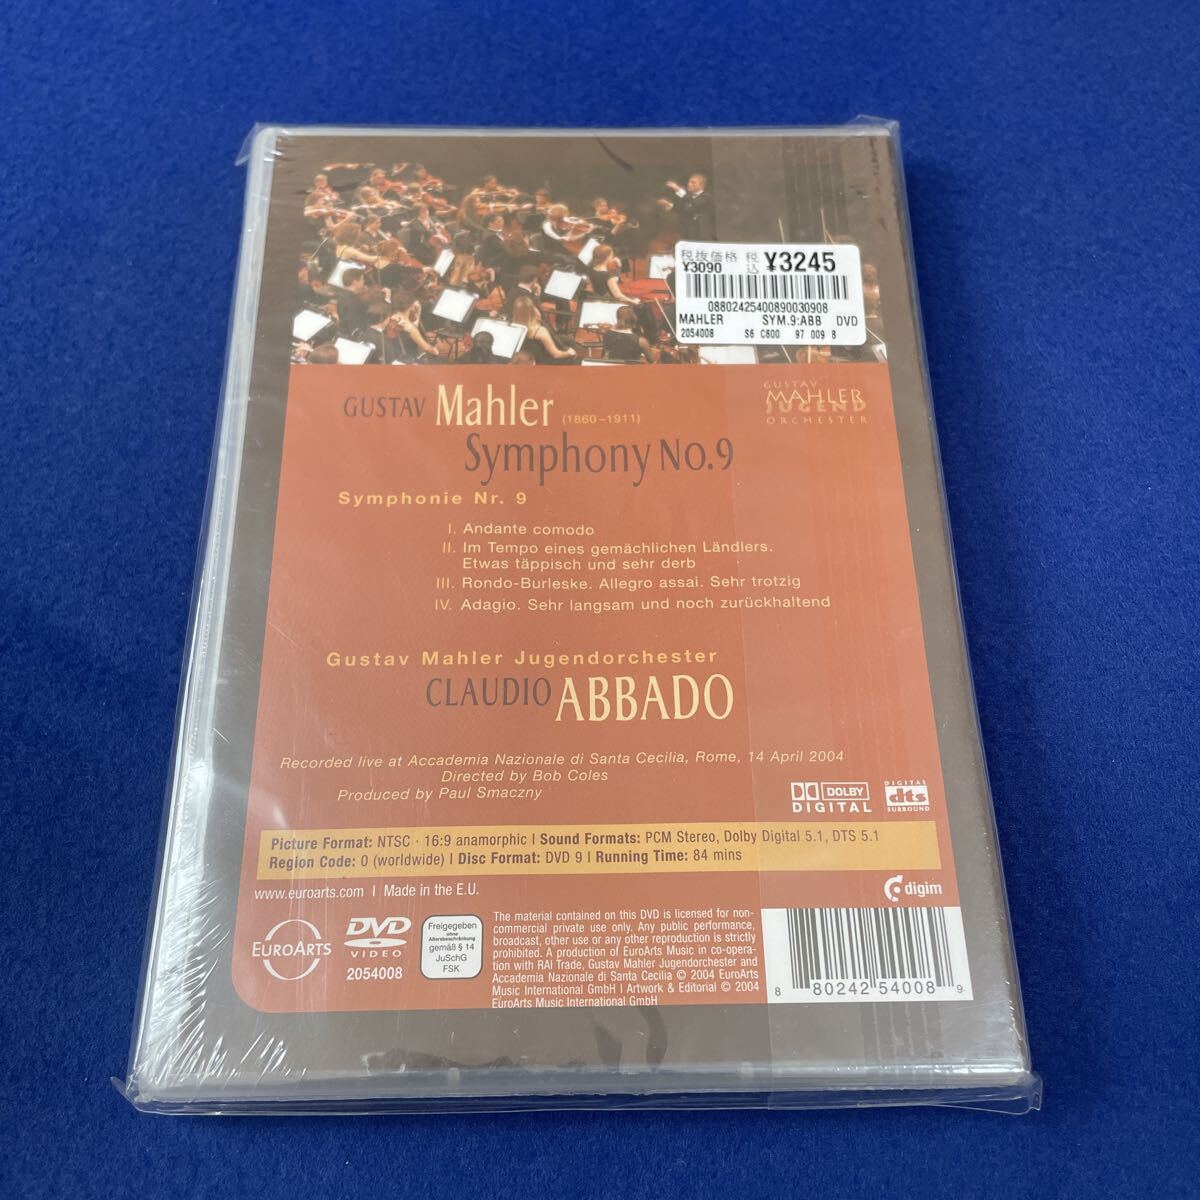 税抜価格 税込 ¥3245
¥3090
08802425400890030908
MAHLER SYM.9:ABB DVD
2054008 S6 C600 97 009 8
GUSTAV Mahler (1860–1911)
Symphony No.9
GUSTAV
MAHLER
JUGEND
ORCHESTER
Symphonie Nr. 9
I. Andante comodo
II. Im Tempo eines gemächlichen Ländlers.
Etwas täppisch und sehr derb
III. Rondo-Burleske. Allegro assai. Sehr trotzig
IV. Adagio. Sehr langsam und noch zurückhaltend
Gustav Mahler Jugendorchester
CLAUDIO ABBADO
Recorded live at Accademia Nazionale di Santa Cecilia, Rome, 14 April 2004
Directed by Bob Coles
Produced by Paul Smaczny
DOLBY
DIGITAL
DIGITAL
dts
SURROUND
Picture Format: NTSC · 16:9 anamorphic I Sound Formats: PCM Stereo, Dolby Digital 5.1, DTS 5.1
Region Code: 0 (worldwide) I Disc Format: DVD 9 I Running Time: 84 mins
www.euroarts.com I Made in the E.U.
digim
EUROARTS
DVD
VIDEO
2054008
Freigegeben
ohne
Altersbeschränkung
gemäß § 14
JuSchG
FSK
The material contained on this DVD is licensed for non-
commercial private use only. Any public performance,
broadcast, other use or any other reproduction is strictly
prohibited. A production of EuroArts Music in co-opera-
tion with RAI Trade, Gustav Mahler Jugendorchester and
Accademia Nazionale di Santa Cecilia © 2004 EuroArts
Music International GmbH I Artwork & Editorial © 2004
EuroArts Music International GmbH
8 80242 54008 9